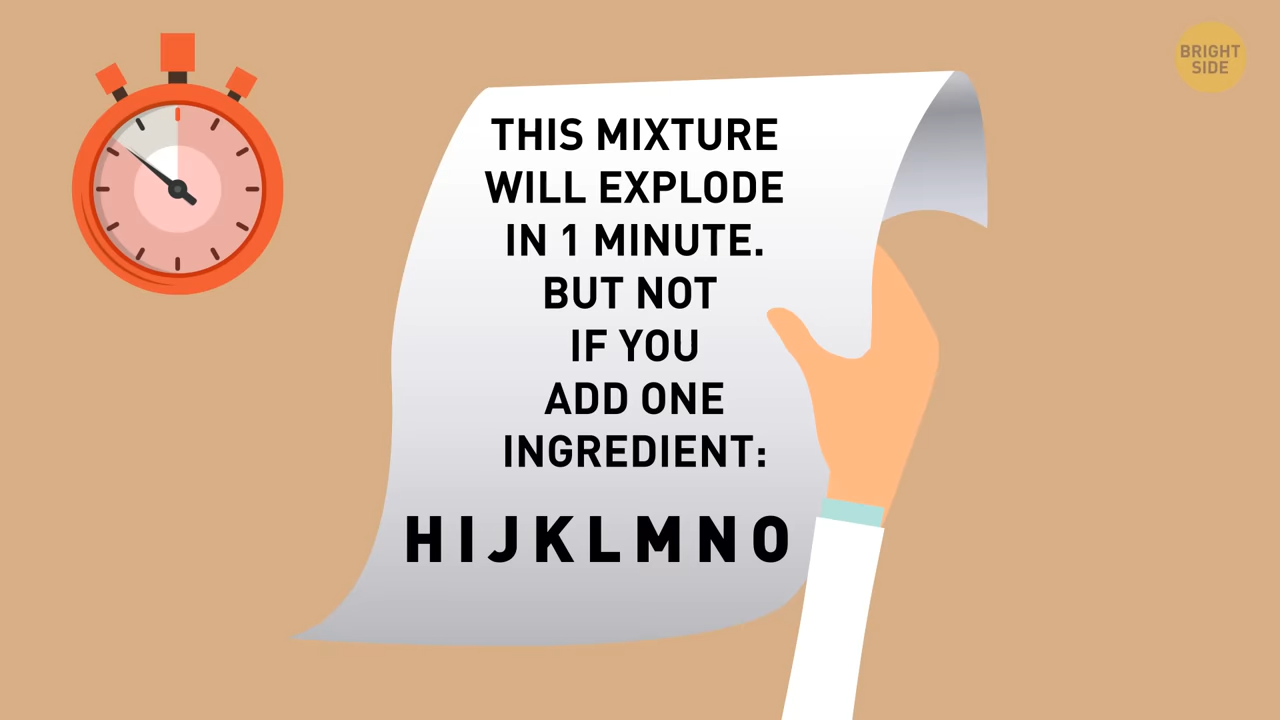 THIS MIXTURE
WILL EXPLODE
IN 1 MINUTE.
BUT NOT
IF YOU
ADD ONE
INGREDIENT:
HIJKLMNO
BRIGHT
SIDE